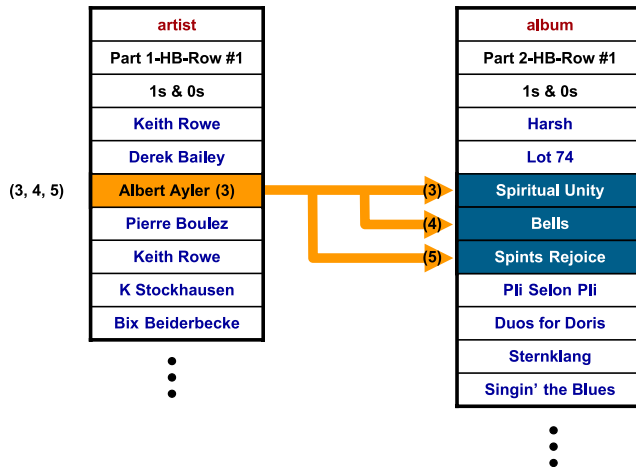 artist
Part 1-HB-Row #1
1s & 0s
Keith Rowe
Derek Bailey
(3, 4, 5)
Albert Ayler (3)
Pierre Boulez
Keith Rowe
K Stockhausen
Bix Beiderbecke
(3)
(4)
(5)
album
Part 2-HB-Row #1
1s & 0s
Harsh
Lot 74
Spiritual Unity
Bells
Spints Rejoice
Pli Selon Pli
Duos for Doris
Sternklang
Singin' the Blues